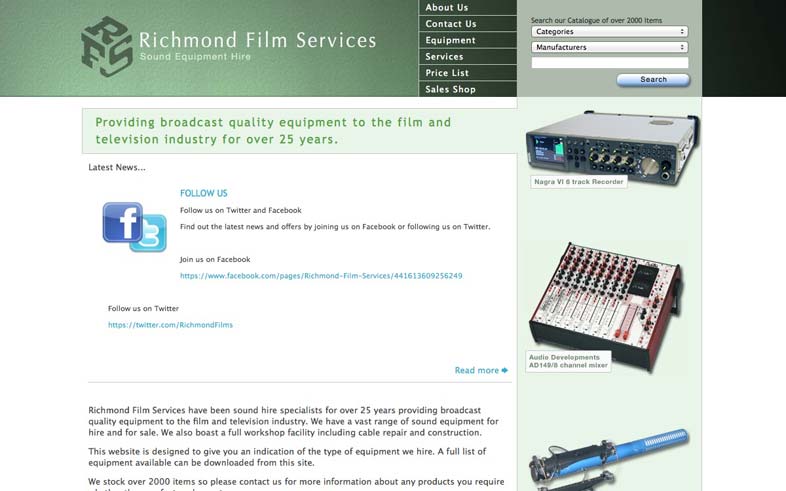 RFS
Richmond Film Services
Sound Equipment Hire
About Us
Contact Us
Equipment
Services
Price List
Sales Shop
Search our Catalogue of over 2000 Items
Categories
Manufacturers
Search
Providing broadcast quality equipment to the film and
television industry for over 25 years.
Latest News...
FOLLOW US
Follow us on Twitter and Facebook
Find out the latest news and offers by joining us on Facebook or following us on Twitter.
Join us on Facebook
https://www.facebook.com/pages/Richmond-Film-Services/441613609256249
Follow us on Twitter
https://twitter.com/RichmondFilms
Read more
Richmond Film Services have been sound hire specialists for over 25 years providing broadcast
quality equipment to the film and television industry. We have a vast range of sound equipment for
hire and for sale. We also boast a full workshop facility including cable repair and construction.
This website is designed to give you an indication of the type of equipment we hire. A full list of
equipment available can be downloaded from this site.
We stock over 2000 items so please contact us for more information about any products you require
Nagra VI 6 track Recorder
Audio Developments
AD149/8 channel mixer